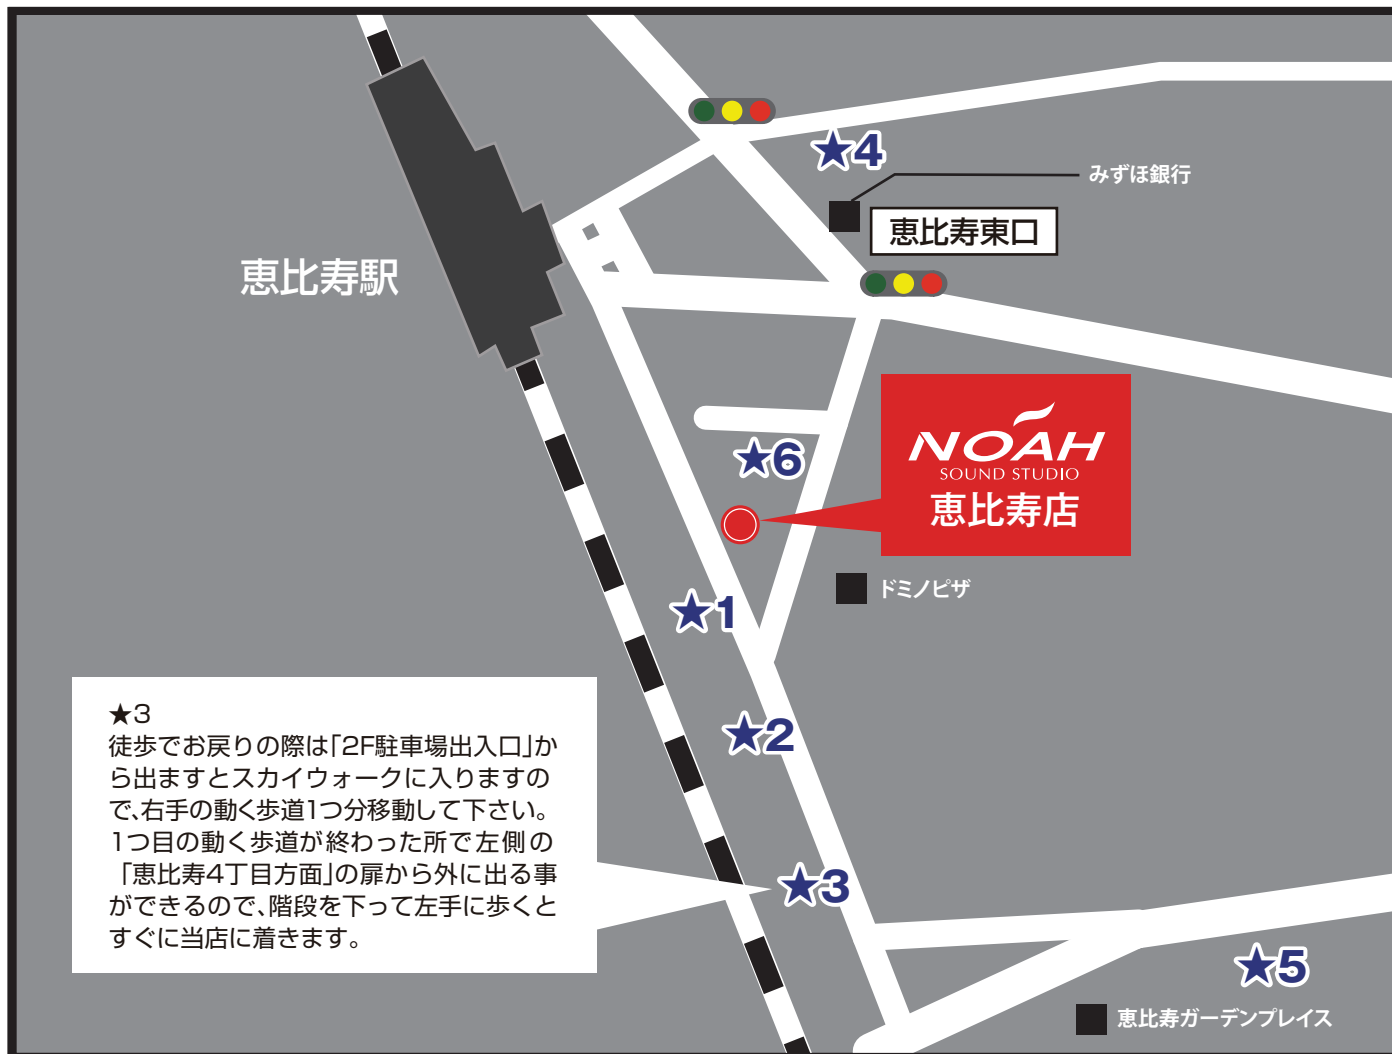 ★4
みずほ銀行
恵比寿東口
恵比寿駅
NOAH
SOUND STUDIO
恵比寿店
★6
ドミノピザ
★1
★2
★3
★3
徒歩でお戻りの際は「2F駐車場出入口」か
ら出ますとスカイウォークに入りますの
で、右手の動く歩道1つ分移動して下さい。
1つ目の動く歩道が終わった所で左側の
「恵比寿4丁目方面」の扉から外に出る事
ができるので、階段を下って左手に歩くと
すぐに当店に着きます。
★5
恵比寿ガーデンプレイス